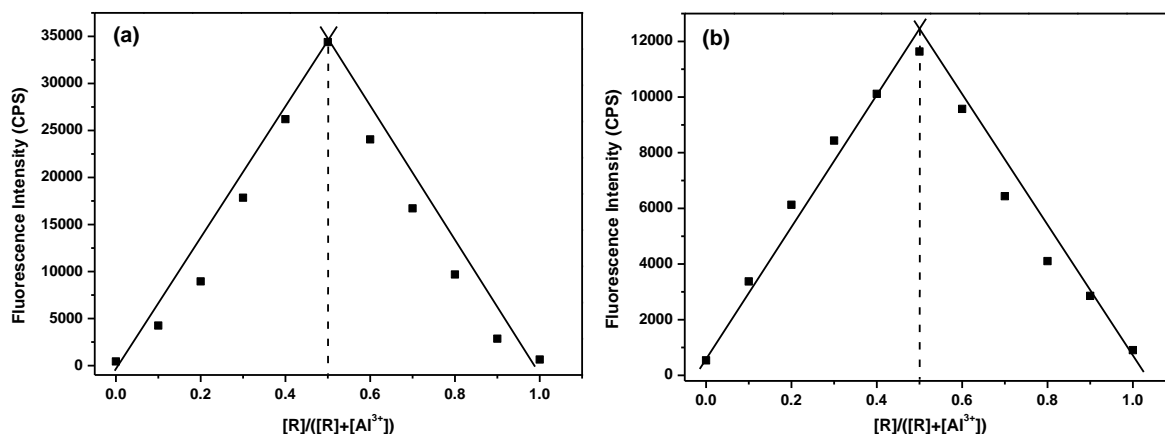 (a)
Fluorescence Intensity (CPS)
35000
30000
25000
20000
15000
10000
5000
0
0.0 0.2 0.4 0.6 0.8 1.0
[R]/([R]+[Al³⁺])
(b)
Fluorescence Intensity (CPS)
12000
10000
8000
6000
4000
2000
0
0.0 0.2 0.4 0.6 0.8 1.0
[R]/([R]+[Al³⁺])